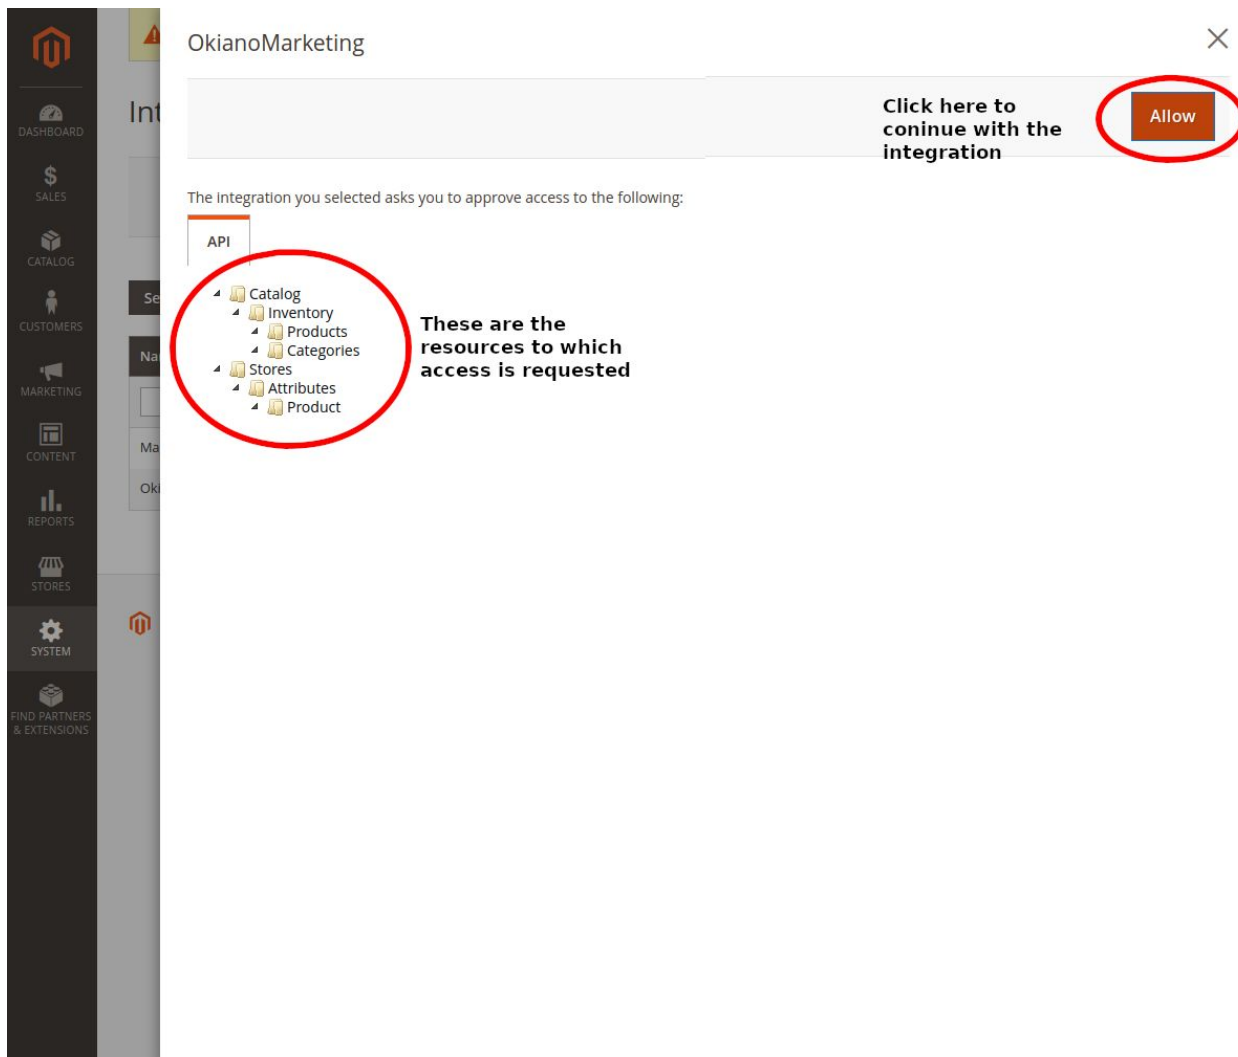 OkianoMarketing
Click here to
coninue with the
integration
Allow
The integration you selected asks you to approve access to the following:
API
Catalog
Inventory
Products
Categories
Stores
Attributes
Product
These are the
resources to which
access is requested
DASHBOARD
SALES
CATALOG
CUSTOMERS
MARKETING
CONTENT
REPORTS
STORES
SYSTEM
FIND PARTNERS
& EXTENSIONS
Int
Se
Na
Ma
Oki